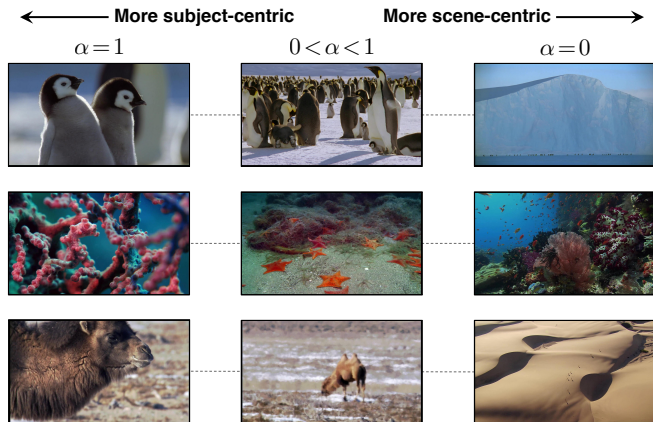 More subject-centric More scene-centric
α = 1 0 < α < 1 α = 0